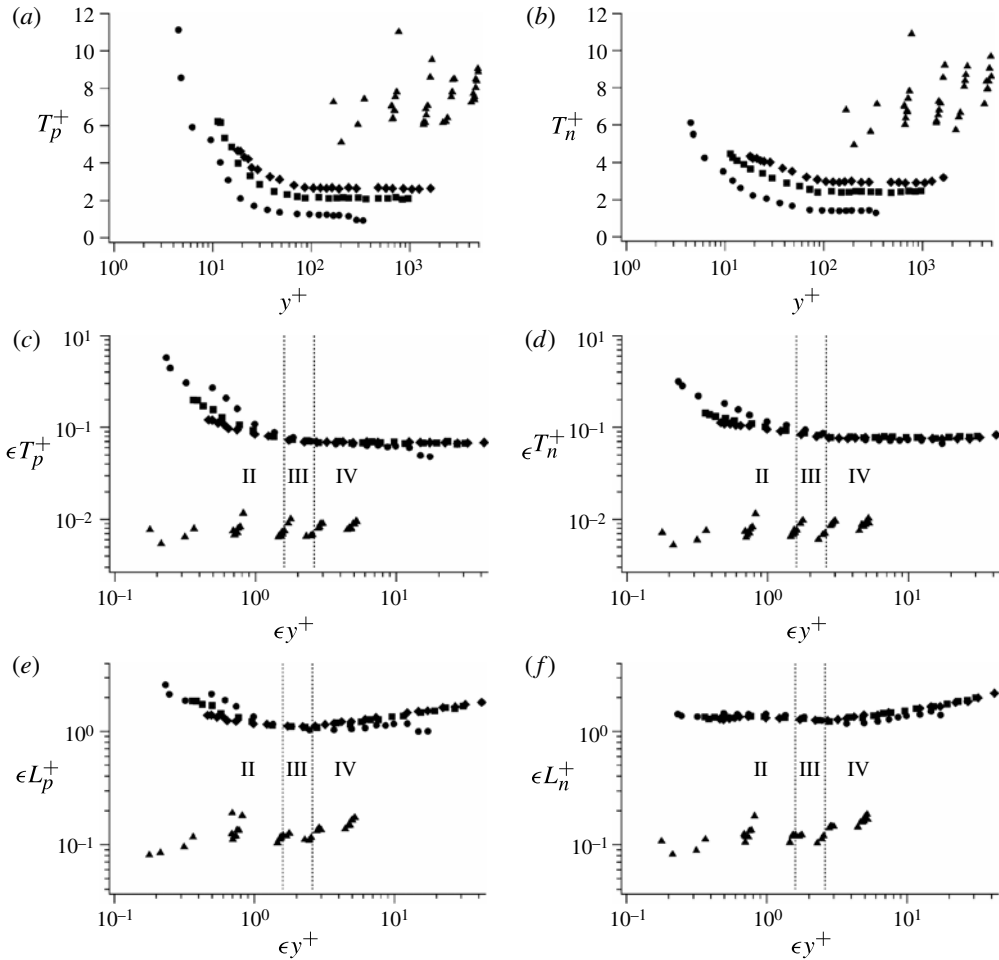 (a)
12
10
8
6
4
2
0
T_p^+
10^0
10^1
10^2
10^3
y^+
(b)
12
10
8
6
4
2
0
T_n^+
10^0
10^1
10^2
10^3
y^+
(c)
10^1
10^{-1}
10^{-2}
ϵT_p^+
II
III
IV
10^{-1}
10^0
10^1
ϵy^+
(d)
10^1
10^{-1}
10^{-2}
ϵT_n^+
II
III
IV
10^{-1}
10^0
10^1
ϵy^+
(e)
10^0
10^{-1}
ϵL_p^+
II
III
IV
10^{-1}
10^0
10^1
ϵy^+
(f)
10^0
10^{-1}
ϵL_n^+
II
III
IV
10^{-1}
10^0
10^1
ϵy^+